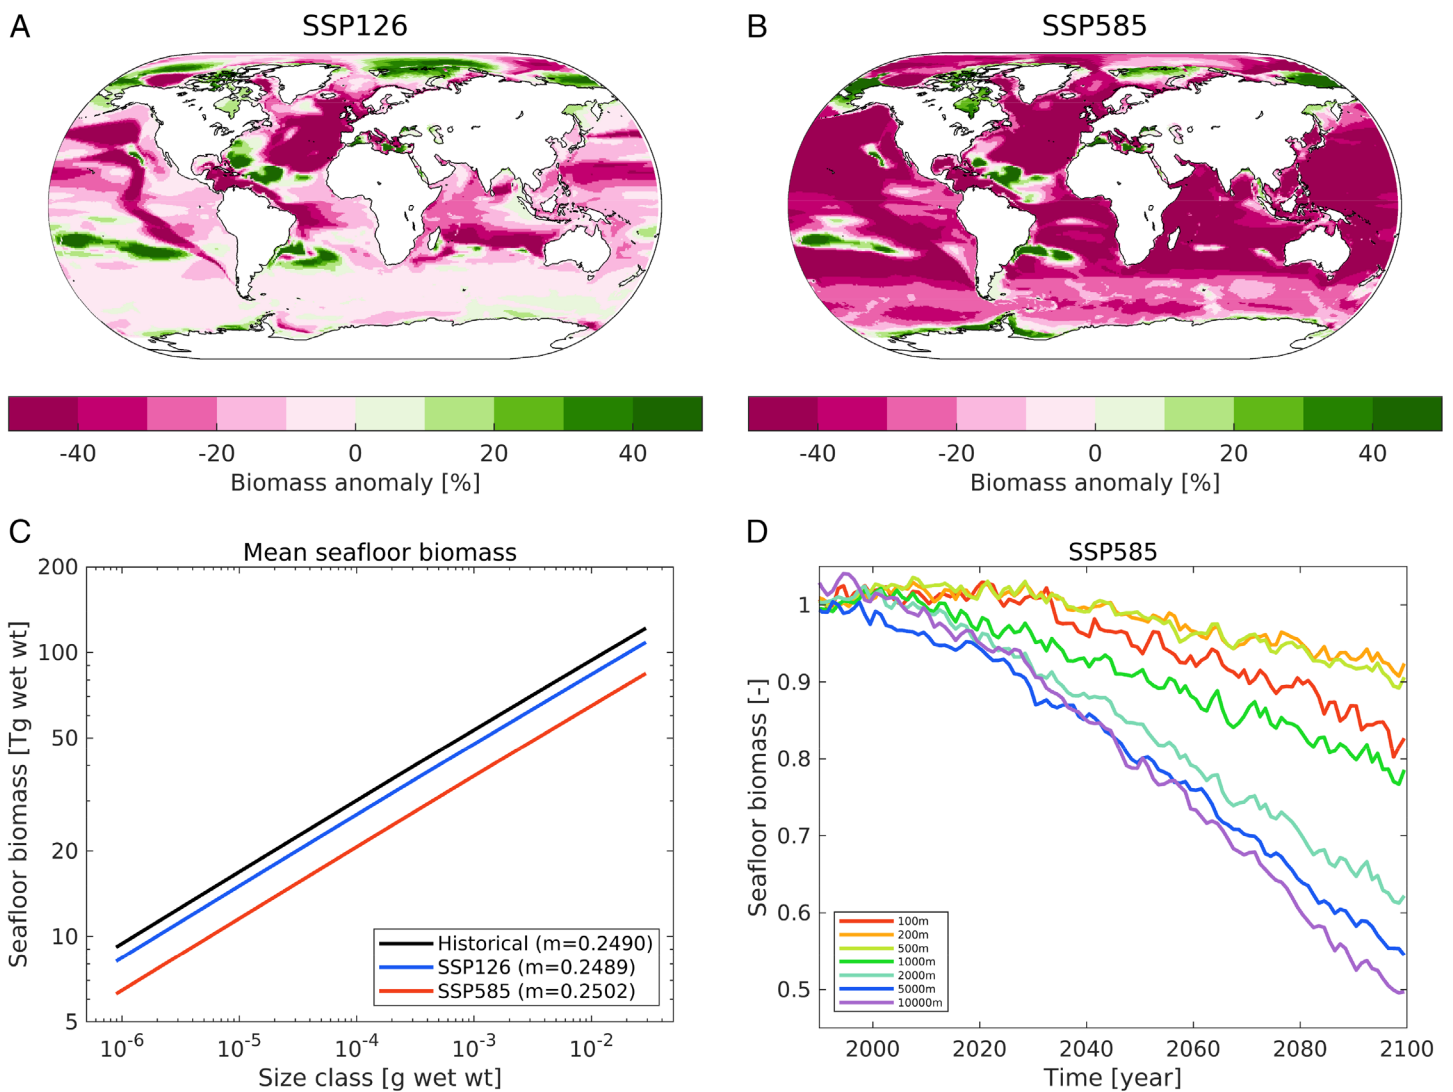 A
SSP126
B
SSP585
-40
-20
0
20
40
Biomass anomaly [%]
-40
-20
0
20
40
Biomass anomaly [%]
C
Mean seafloor biomass
200
100
50
20
10
5
Seafloor biomass [Tg wet wt]
Historical (m=0.2490)
SSP126 (m=0.2489)
SSP585 (m=0.2502)
10-6
10-5
10-4
10-3
10-2
Size class [g wet wt]
D
SSP585
1
0.9
0.8
0.7
0.6
0.5
Seafloor biomass [-]
100m
200m
500m
1000m
2000m
5000m
10000m
2000
2020
2040
2060
2080
2100
Time [year]